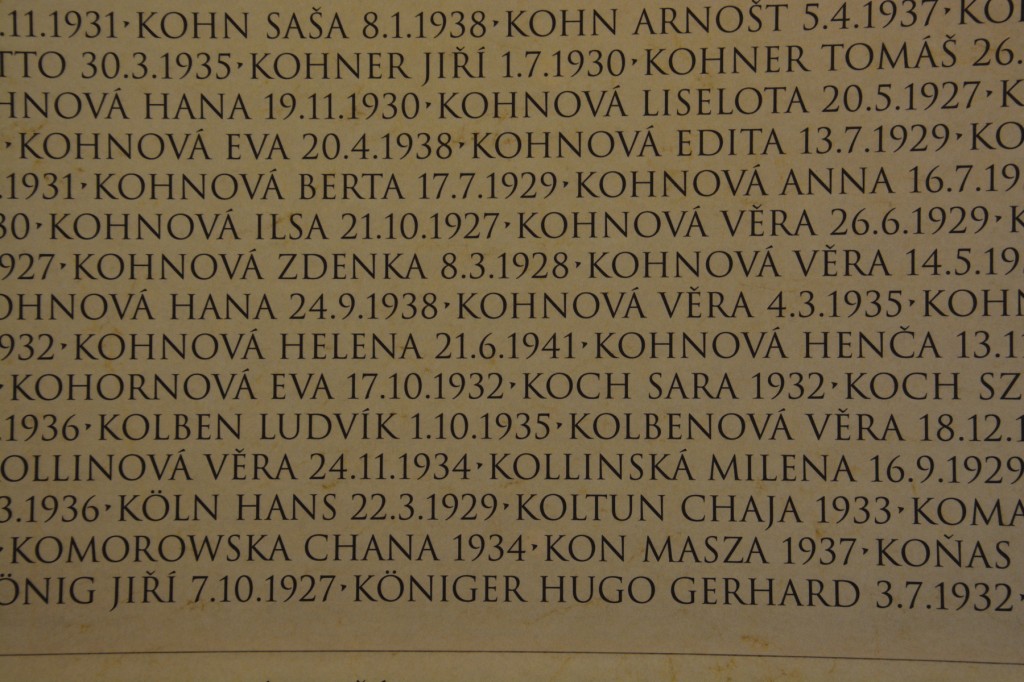 .11.1931·KOHN SAŠA 8.1.1938·KOHN ARNOŠT 5.4.1937·
30.3.1935·KOHNER JIŘÍ 1.7.1930·KOHNER TOMÁŠ 26.
HNOVÁ HANA 19.11.1930·KOHNOVÁ LISELOTA 20.5.1927·K
·KOHNOVÁ EVA 20.4.1938·KOHNOVÁ EDITA 13.7.1929·KO
.1931·KOHNOVÁ BERTA 17.7.1929·KOHNOVÁ ANNA 16.7.19
30·KOHNOVÁ ILSA 21.10.1927·KOHNOVÁ VĚRA 26.6.1929·K
927·KOHNOVÁ ZDENKA 8.3.1928·KOHNOVÁ VĚRA 14.5.19
OHNOVÁ HANA 24.9.1938·KOHNOVÁ VĚRA 4.3.1935·KOHN
932·KOHNOVÁ HELENA 21.6.1941·KOHNOVÁ HENČA 13.1
·KOHORNOVÁ EVA 17.10.1932·KOCH SARA 1932·KOCH SZ
.1936·KOLBEN LUDVÍK 1.10.1935·KOLBENOVÁ VĚRA 18.12.1
OLLINOVÁ VĚRA 24.11.1934·KOLLINSKÁ MILENA 16.9.1929
3.1936·KÖLN HANS 22.3.1929·KOLTUN CHAJA 1933·KOMA
·KOMOROWSKA CHANA 1934·KON MASZA 1937·KOŇAS
ÖNIG JIŘÍ 7.10.1927·KÖNIGER HUGO GERHARD 3.7.1932·